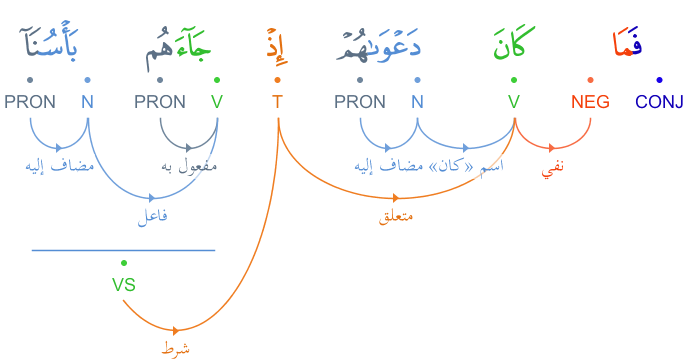 فَمَا كَانَ دَعْوَىٰهُمْ إِذْ جَآءَهُم بَأْسُنَآ
PRON N PRON V T PRON N V NEG CONJ
مضاف إليه مفعول به مضاف إليه اسم «كان» نفي
فاعل متعلق
VS
شرط